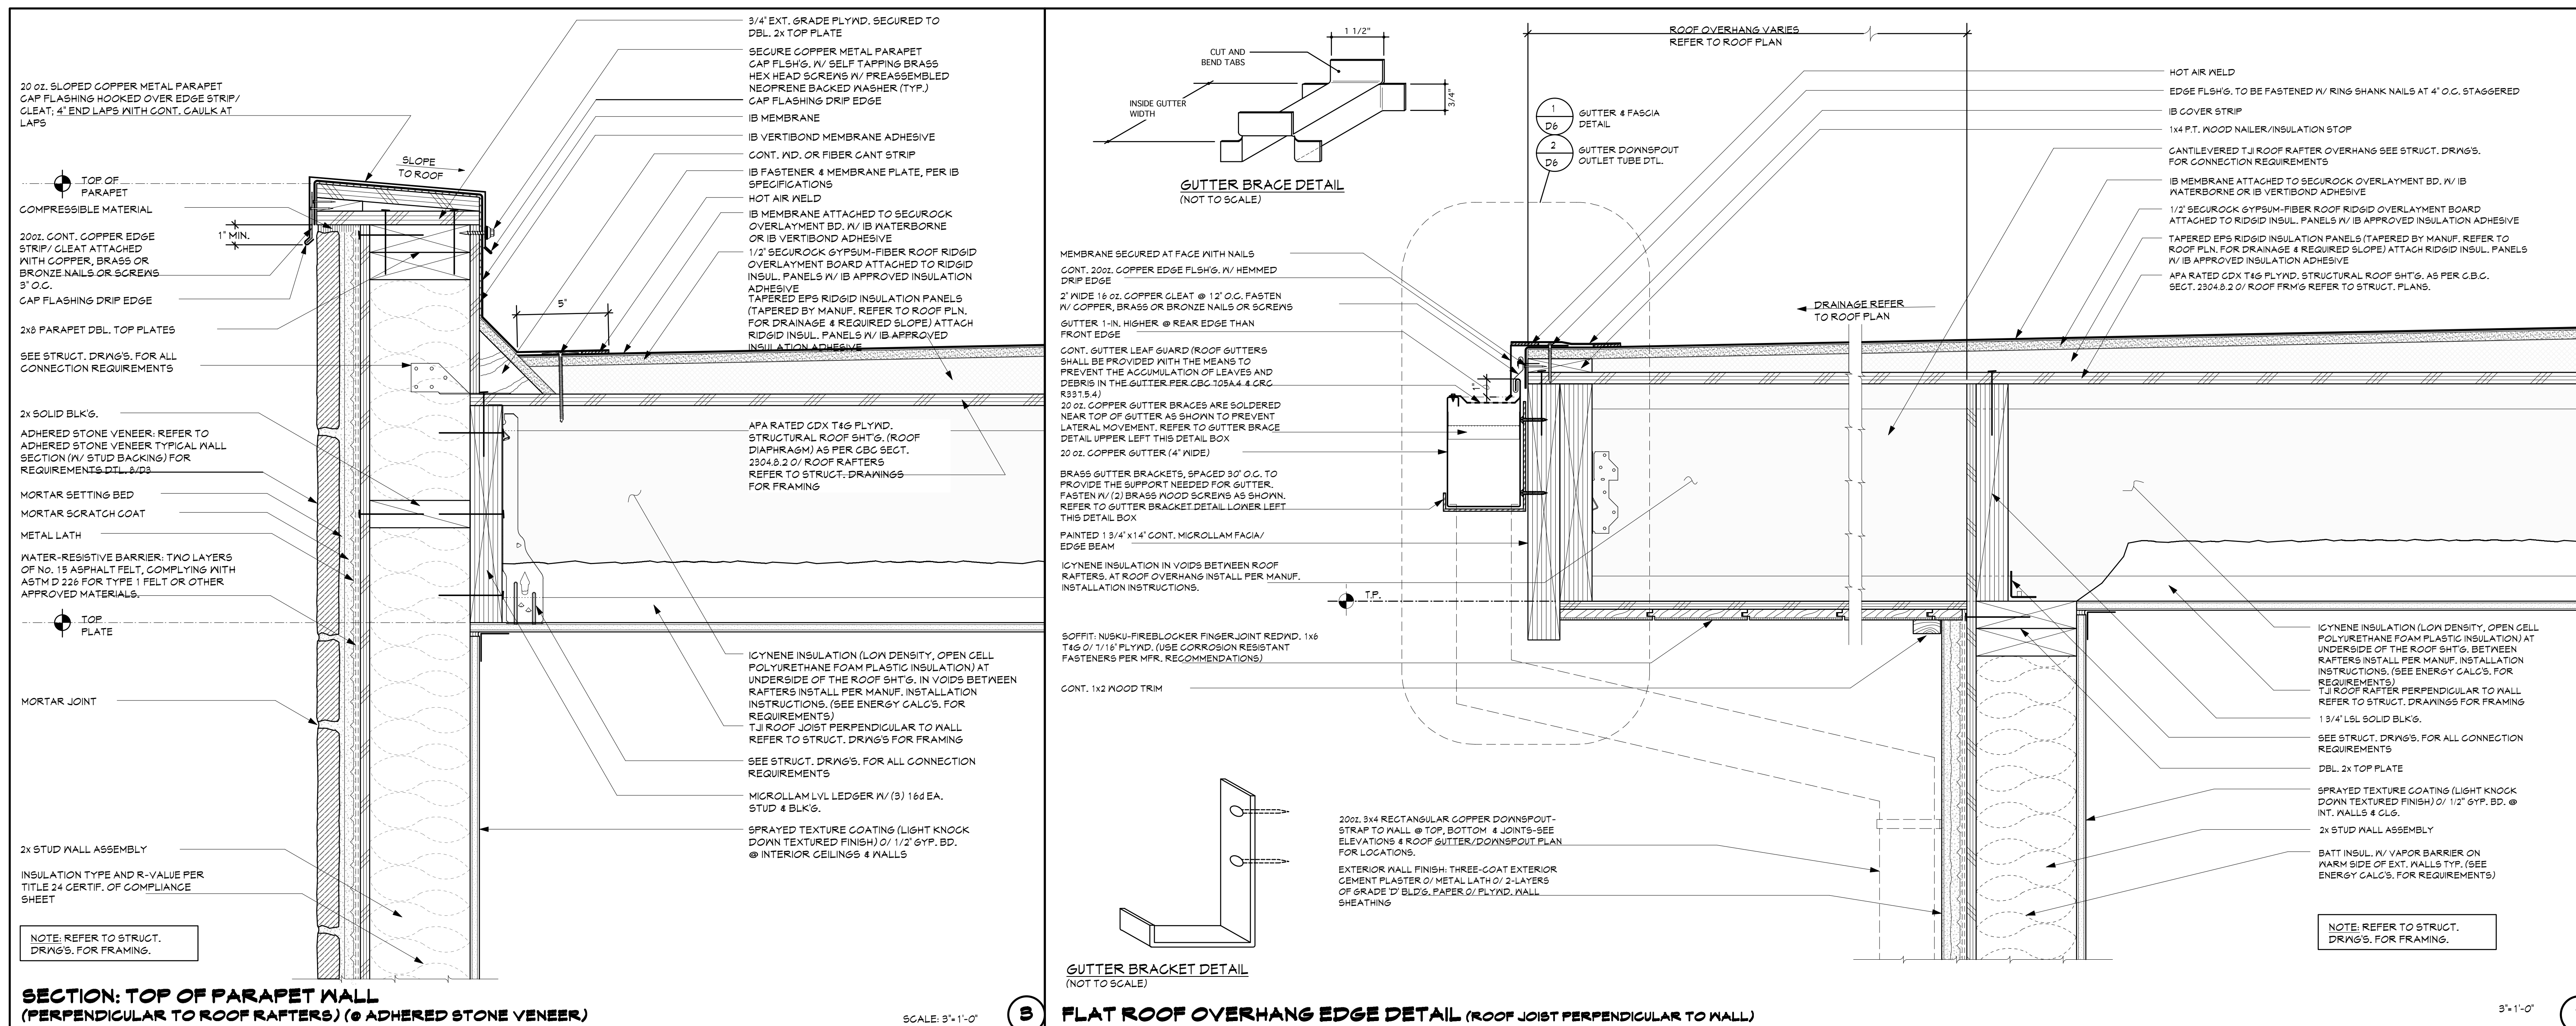 20 OZ. SLOPED COPPER METAL PARAPET
CAP FLASHING HOOKED OVER EDGE STRIP/
CLEAT; 4" END LAPS WITH CONT. CAULK AT
LAPS
SLOPE
TO ROOF
TOP OF
PARAPET
COMPRESSIBLE MATERIAL
1" MIN.
20oz. CONT. COPPER EDGE
STRIP/ CLEAT ATTACHED
WITH COPPER, BRASS OR
BRONZE NAILS OR SCREWS
3" O.C.
CAP FLASHING DRIP EDGE
2x8 PARAPET DBL. TOP PLATES
SEE STRUCT. DRWG'S. FOR ALL
CONNECTION REQUIREMENTS
2x SOLID BLK'G.
ADHERED STONE VENEER: REFER TO
ADHERED STONE VENEER TYPICAL WALL
SECTION (W/ STUD BACKING) FOR
REQUIREMENTS DTL. 8/D3
MORTAR SETTING BED
MORTAR SCRATCH COAT
METAL LATH
WATER-RESISTIVE BARRIER: TWO LAYERS
OF No. 15 ASPHALT FELT, COMPLYING WITH
ASTM D 226 FOR TYPE 1 FELT OR OTHER
APPROVED MATERIALS.
TOP
PLATE
MORTAR JOINT
2x STUD WALL ASSEMBLY
INSULATION TYPE AND R-VALUE PER
TITLE 24 CERTIF. OF COMPLIANCE
SHEET
NOTE: REFER TO STRUCT.
DRWG'S. FOR FRAMING.
3/4" EXT. GRADE PLYWD. SECURED TO
DBL. 2x TOP PLATE
SECURE COPPER METAL PARAPET
CAP FLSH'G. W/ SELF TAPPING BRASS
HEX HEAD SCREWS W/ PREASSEMBLED
NEOPRENE BACKED WASHER (TYP.)
CAP FLASHING DRIP EDGE
IB MEMBRANE
IB VERTIBOND MEMBRANE ADHESIVE
CONT. WD. OR FIBER CANT STRIP
IB FASTENER & MEMBRANE PLATE, PER IB
SPECIFICATIONS
HOT AIR WELD
IB MEMBRANE ATTACHED TO SECUROCK
OVERLAYMENT BD. W/ IB WATERBORNE
OR IB VERTIBOND ADHESIVE
1/2" SECUROCK GYPSUM-FIBER ROOF RIDGID
OVERLAYMENT BOARD ATTACHED TO RIDGID
INSUL. PANELS W/ IB APPROVED INSULATION
ADHESIVE
TAPERED EPS RIDGID INSULATION PANELS
(TAPERED BY MANUF. REFER TO ROOF PLN.
FOR DRAINAGE & REQUIRED SLOPE) ATTACH
RIDGID INSUL. PANELS W/ IB APPROVED
INSULATION ADHESIVE
5"
APA RATED CDX T&G PLYWD.
STRUCTURAL ROOF SHT'G. (ROOF
DIAPHRAGM) AS PER CBC SECT.
2304.8.2 O/ ROOF RAFTERS
REFER TO STRUCT. DRAWINGS
FOR FRAMING
ICYNENE INSULATION (LOW DENSITY, OPEN CELL
POLYURETHANE FOAM PLASTIC INSULATION) AT
UNDERSIDE OF THE ROOF SHT'G. IN VOIDS BETWEEN
RAFTERS INSTALL PER MANUF. INSTALLATION
INSTRUCTIONS. (SEE ENERGY CALC'S. FOR
REQUIREMENTS)
TJI ROOF JOIST PERPENDICULAR TO WALL
REFER TO STRUCT. DRWG'S FOR FRAMING
SEE STRUCT. DRWG'S. FOR ALL CONNECTION
REQUIREMENTS
MICROLLAM LVL LEDGER W/ (3) 16d EA.
STUD & BLK'G.
SPRAYED TEXTURE COATING (LIGHT KNOCK
DOWN TEXTURED FINISH) O/ 1/2" GYP. BD.
@ INTERIOR CEILINGS & WALLS
SECTION: TOP OF PARAPET WALL
(PERPENDICULAR TO ROOF RAFTERS) (@ ADHERED STONE VENEER)
SCALE: 3"= 1'-0"
3
1 1/2"
CUT AND
BEND TABS
INSIDE GUTTER
WIDTH
3/4"
GUTTER BRACE DETAIL
(NOT TO SCALE)
1
D6
GUTTER & FASCIA
DETAIL
2
D6
GUTTER DOWNSPOUT
OUTLET TUBE DTL.
ROOF OVERHANG VARIES
REFER TO ROOF PLAN
MEMBRANE SECURED AT FACE WITH NAILS
CONT. 20oz. COPPER EDGE FLSH'G. W/ HEMMED
DRIP EDGE
2" WIDE 16 oz. COPPER CLEAT @ 12" O.C. FASTEN
W/ COPPER, BRASS OR BRONZE NAILS OR SCREWS
GUTTER 1-IN. HIGHER @ REAR EDGE THAN
FRONT EDGE
CONT. GUTTER LEAF GUARD (ROOF GUTTERS
SHALL BE PROVIDED WITH THE MEANS TO
PREVENT THE ACCUMULATION OF LEAVES AND
DEBRIS IN THE GUTTER PER CBC 705A.4 & CRC
R337.5.4)
20 oz. COPPER GUTTER BRACES ARE SOLDERED
NEAR TOP OF GUTTER AS SHOWN TO PREVENT
LATERAL MOVEMENT. REFER TO GUTTER BRACE
DETAIL UPPER LEFT THIS DETAIL BOX
20 oz. COPPER GUTTER (4" WIDE)
BRASS GUTTER BRACKETS, SPACED 30" O.C. TO
PROVIDE THE SUPPORT NEEDED FOR GUTTER.
FASTEN W/ (2) BRASS WOOD SCREWS AS SHOWN.
REFER TO GUTTER BRACKET DETAIL LOWER LEFT
THIS DETAIL BOX
PAINTED 1 3/4" x 14" CONT. MICROLLAM FACIA/
EDGE BEAM
ICYNENE INSULATION IN VOIDS BETWEEN ROOF
RAFTERS. AT ROOF OVERHANG INSTALL PER MANUF.
INSTALLATION INSTRUCTIONS.
T.P.
SOFFIT: NUSKU-FIREBLOCKER FINGERJOINT REDWD. 1x6
T&G O/ 7/16" PLYWD. (USE CORROSION RESISTANT
FASTENERS PER MFR. RECOMMENDATIONS)
CONT. 1x2 WOOD TRIM
1"
DRAINAGE REFER
TO ROOF PLAN
HOT AIR WELD
EDGE FLSH'G. TO BE FASTENED W/ RING SHANK NAILS AT 4" O.C. STAGGERED
IB COVER STRIP
1x4 P.T. WOOD NAILER/INSULATION STOP
CANTILEVERED TJI ROOF RAFTER OVERHANG SEE STRUCT. DRW'G'S.
FOR CONNECTION REQUIREMENTS
IB MEMBRANE ATTACHED TO SECUROCK OVERLAYMENT BD. W/ IB
WATERBORNE OR IB VERTIBOND ADHESIVE
1/2" SECUROCK GYPSUM-FIBER ROOF RIDGID OVERLAYMENT BOARD
ATTACHED TO RIDGID INSUL. PANELS W/ IB APPROVED INSULATION ADHESIVE
TAPERED EPS RIDGID INSULATION PANELS (TAPERED BY MANUF. REFER TO
ROOF PLN. FOR DRAINAGE & REQUIRED SLOPE) ATTACH RIDGID INSUL. PANELS
W/ IB APPROVED INSULATION ADHESIVE
APA RATED CDX T&G PLYWD. STRUCTURAL ROOF SHT'G. AS PER C.B.C.
SECT. 2304.8.2 O/ ROOF FRM'G REFER TO STRUCT. PLANS.
ICYNENE INSULATION (LOW DENSITY, OPEN CELL
POLYURETHANE FOAM PLASTIC INSULATION) AT
UNDERSIDE OF THE ROOF SHT'G. BETWEEN
RAFTERS INSTALL PER MANUF. INSTALLATION
INSTRUCTIONS. (SEE ENERGY CALC'S. FOR
REQUIREMENTS)
TJI ROOF RAFTER PERPENDICULAR TO WALL
REFER TO STRUCT. DRAWINGS FOR FRAMING
1 3/4" LSL SOLID BLK'G.
SEE STRUCT. DRWG'S. FOR ALL CONNECTION
REQUIREMENTS
DBL. 2x TOP PLATE
SPRAYED TEXTURE COATING (LIGHT KNOCK
DOWN TEXTURED FINISH) O/ 1/2" GYP. BD. @
INT. WALLS & CLG.
2x STUD WALL ASSEMBLY
BATT INSUL. W/ VAPOR BARRIER ON
WARM SIDE OF EXT. WALLS TYP. (SEE
ENERGY CALC'S. FOR REQUIREMENTS)
NOTE: REFER TO STRUCT.
DRWG'S. FOR FRAMING.
20oz. 3x4 RECTANGULAR COPPER DOWNSPOUT-
STRAP TO WALL @ TOP, BOTTOM & JOINTS-SEE
ELEVATIONS & ROOF GUTTER/DOWNSPOUT PLAN
FOR LOCATIONS.
EXTERIOR WALL FINISH: THREE-COAT EXTERIOR
CEMENT PLASTER O/ METAL LATH O/ 2-LAYERS
OF GRADE 'D' BLD'G. PAPER O/ PLYWD. WALL
SHEATHING
GUTTER BRACKET DETAIL
(NOT TO SCALE)
FLAT ROOF OVERHANG EDGE DETAIL (ROOF JOIST PERPENDICULAR TO WALL)
3"= 1'-0"